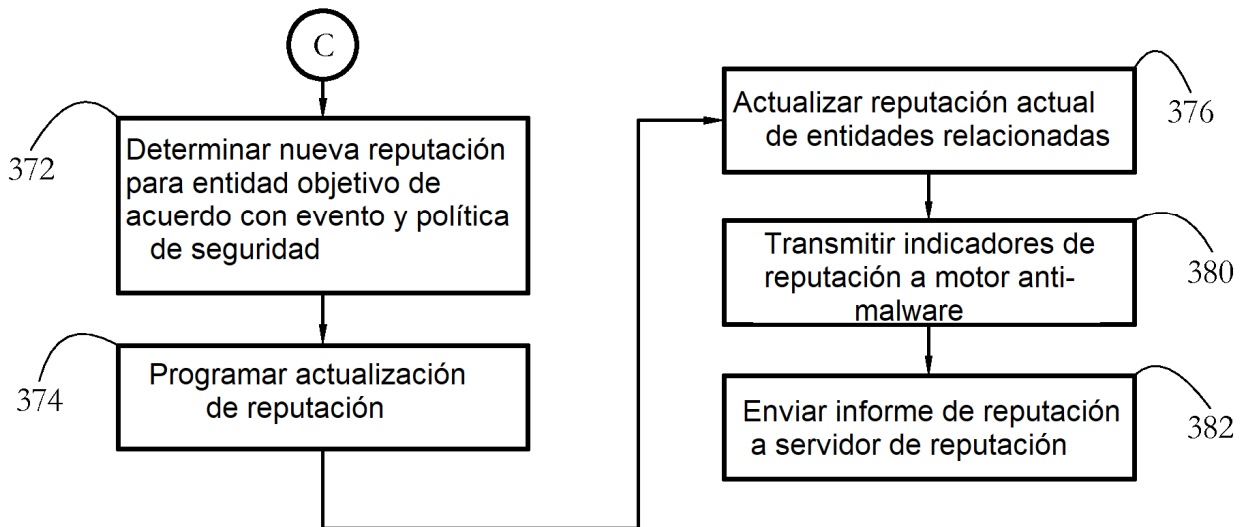 C
372
Determinar nueva reputación
para entidad objetivo de
acuerdo con evento y política
de seguridad
374
Programar actualización
de reputación
376
Actualizar reputación actual
de entidades relacionadas
380
Transmitir indicadores de
reputación a motor anti-
malware
382
Enviar informe de reputación
a servidor de reputación